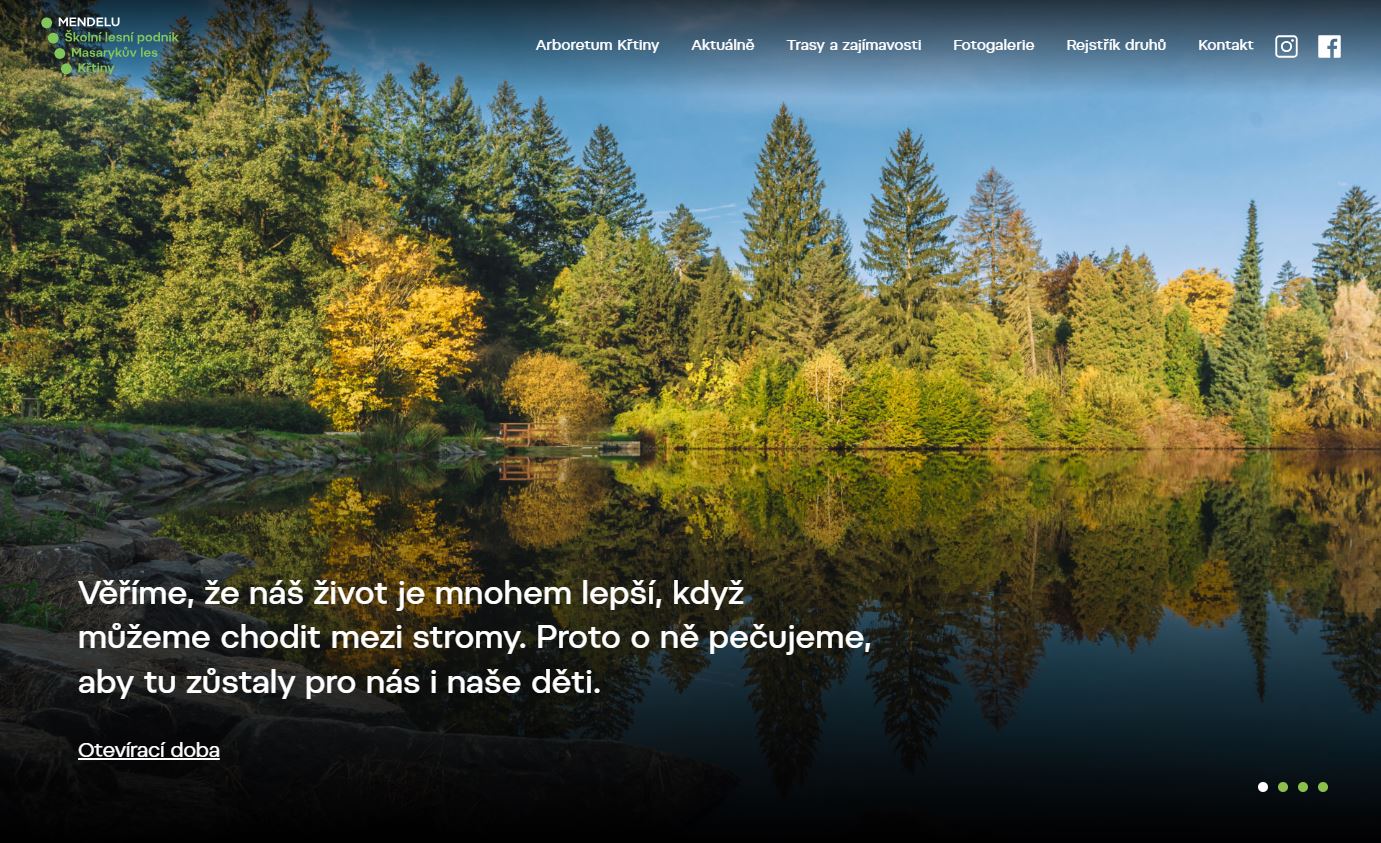 MENDELU
Školní lesní podnik
Masarykův les
Křtiny
Arboretum Křtiny
Aktuálně
Trasy a zajímavosti
Fotogalerie
Rejstřík druhů
Kontakt
Věříme, že náš život je mnohem lepší, když
můžeme chodit mezi stromy. Proto o ně pečujeme,
aby tu zůstaly pro nás i naše děti.
Otevírací doba